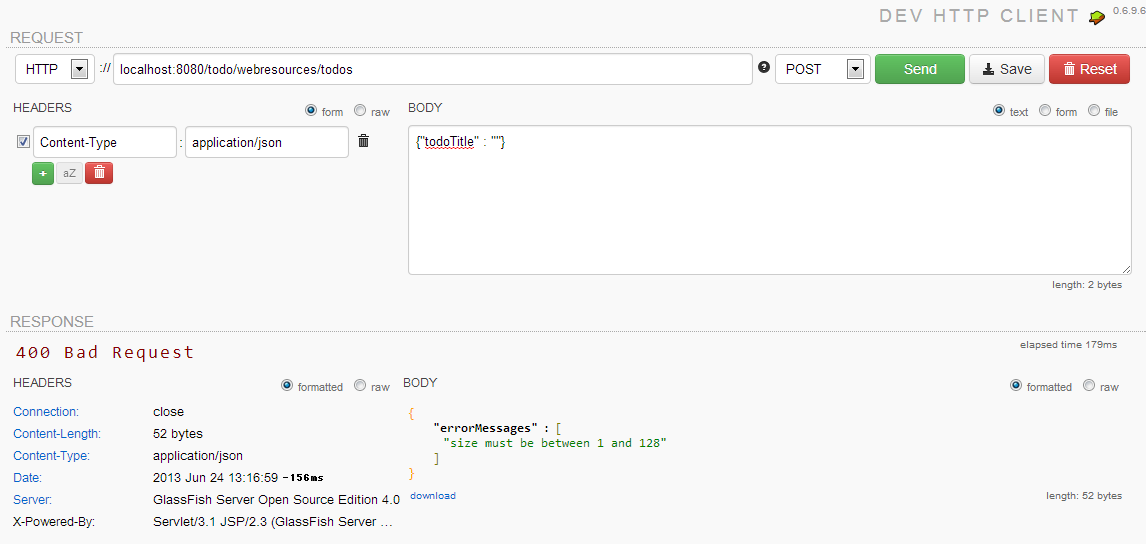 DEV HTTP CLIENT 0.6.9.6
REQUEST
HTTP :// localhost:8080/todo/webresources/todos ? POST Send Save Reset
HEADERS form raw BODY text form file
Content-Type : application/json {"todoTitle" : ""}
+ aZ
length: 2 bytes
RESPONSE
400 Bad Request elapsed time 179ms
HEADERS formatted raw BODY formatted raw
Connection: close {
Content-Length: 52 bytes "errorMessages" : [
"size must be between 1 and 128"
Content-Type: application/json ]
Date: 2013 Jun 24 13:16:59 -156ms }
Server: GlassFish Server Open Source Edition 4.0 download length: 52 bytes
X-Powered-By: Servlet/3.1 JSP/2.3 (GlassFish Server ...